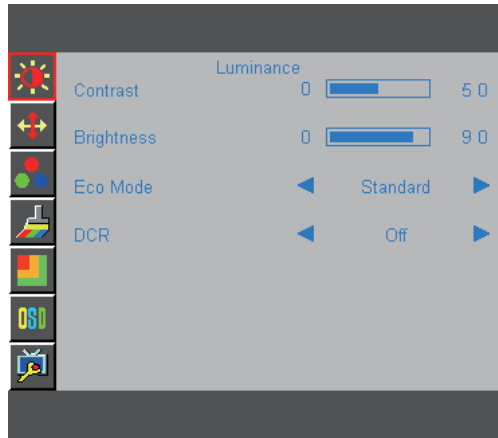 Luminance
Contrast 0 50
Brightness 0 90
Eco Mode Standard
DCR Off
OSD